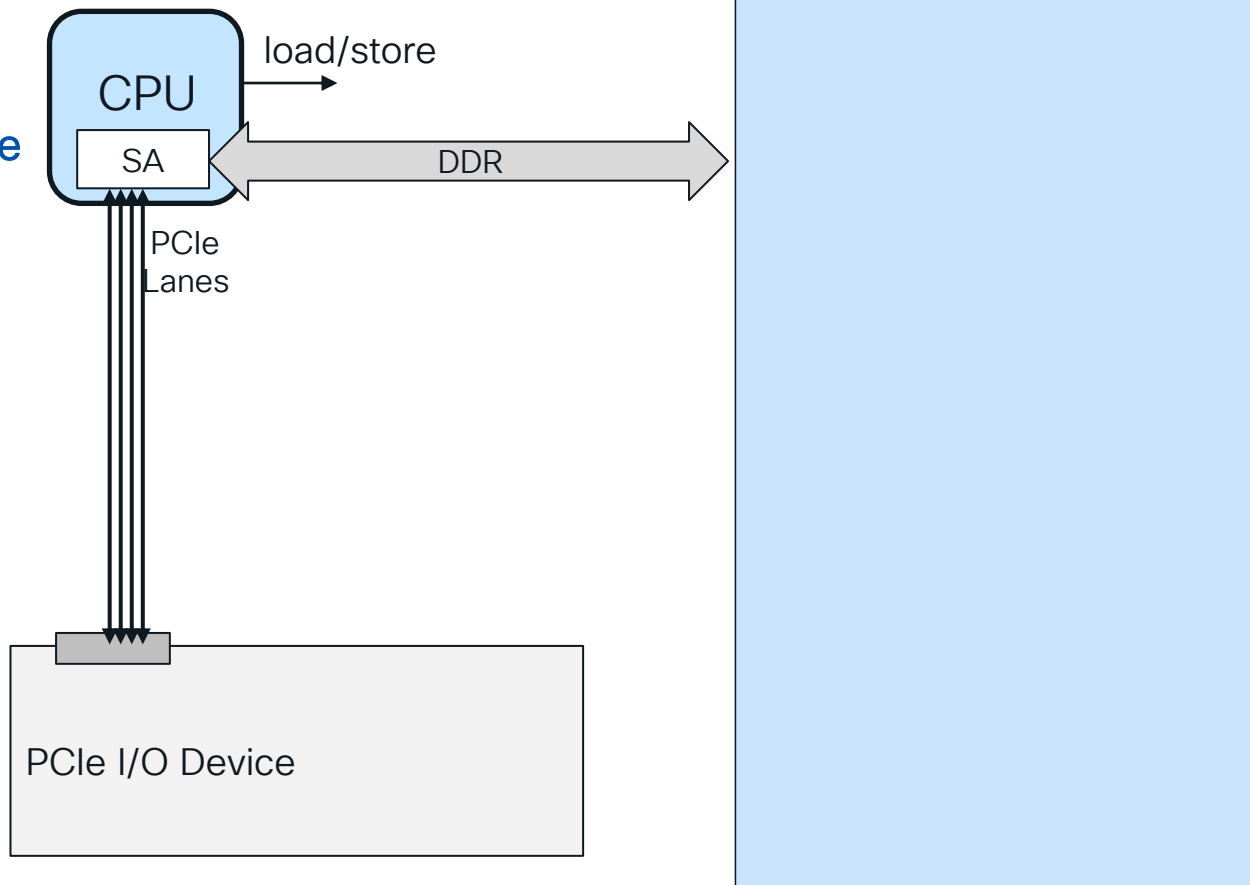 load/store
CPU
e
SA
DDR
PCIe
Lanes
PCIe I/O Device